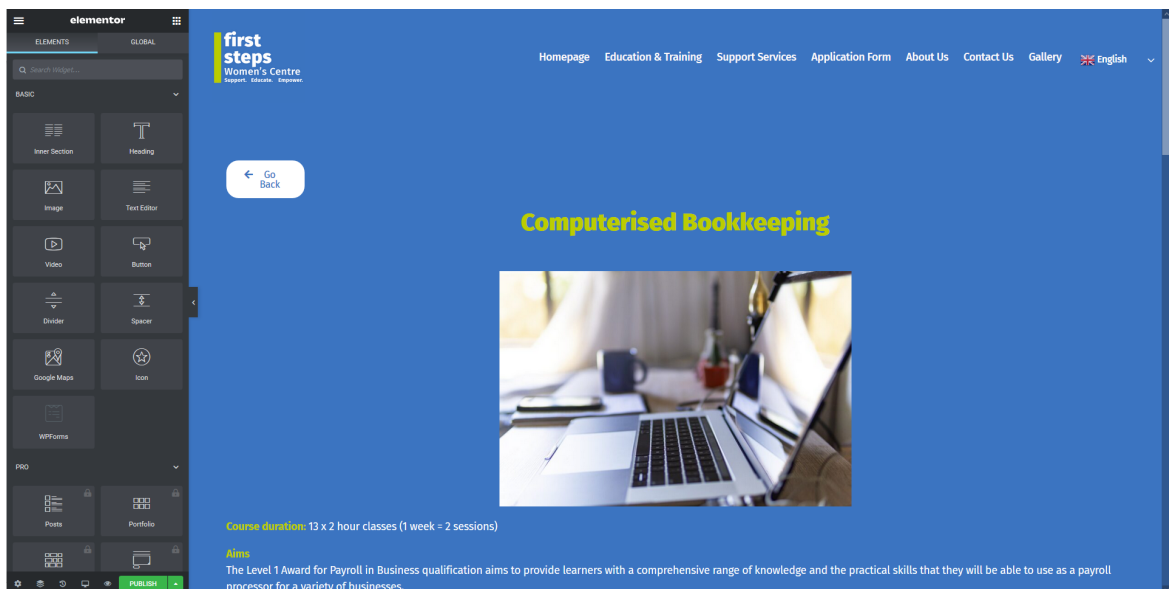 elementor
ELEMENTS
GLOBAL
Search Widget...
BASIC
Inner Section
Heading
Image
Text Editor
Video
Button
Divider
Spacer
Google Maps
Icon
WPForms
PRO
Posts
Portfolio
PUBLISH
first
steps
Women's Centre
Support. Educate. Empower.
Homepage
Education & Training
Support Services
Application Form
About Us
Contact Us
Gallery
English
Go
Back
Computerised Bookkeeping
Course duration: 13 x 2 hour classes (1 week = 2 sessions)
Aims
The Level 1 Award for Payroll in Business qualification aims to provide learners with a comprehensive range of knowledge and the practical skills that they will be able to use as a payroll
processor for a variety of businesses.